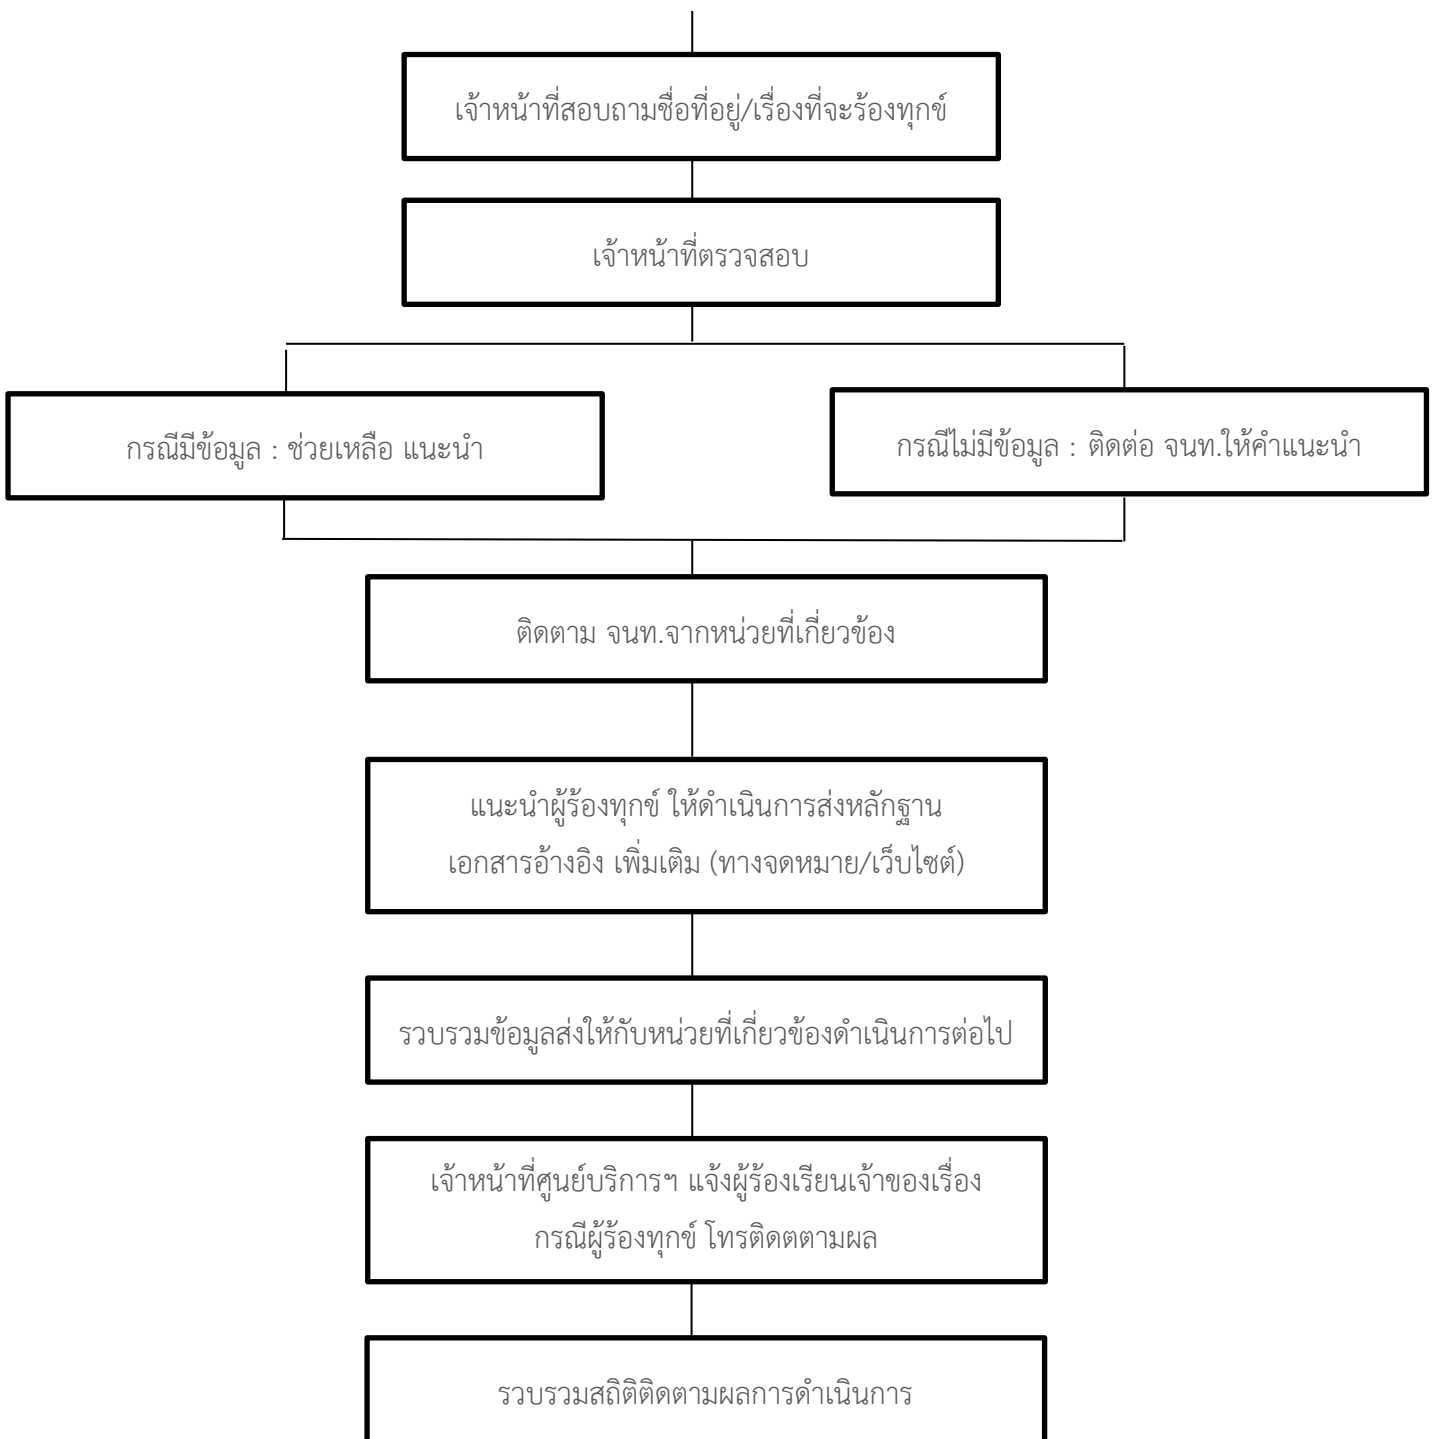 เจ้าหน้าที่สอบถามชื่อที่อยู่/เรื่องที่จะร้องทุกข์
เจ้าหน้าที่ตรวจสอบ
กรณีมีข้อมูล : ช่วยเหลือ แนะนำ
กรณีไม่มีข้อมูล : ติดต่อ จนท.ให้คำแนะนำ
ติดตาม จนท.จากหน่วยที่เกี่ยวข้อง
แนะนำผู้ร้องทุกข์ ให้ดำเนินการส่งหลักฐาน
เอกสารอ้างอิง เพิ่มเติม (ทางจดหมาย/เว็บไซต์)
รวบรวมข้อมูลส่งให้กับหน่วยที่เกี่ยวข้องดำเนินการต่อไป
เจ้าหน้าที่ศูนย์บริการฯ แจ้งผู้ร้องเรียนเจ้าของเรื่อง
กรณีผู้ร้องทุกข์ โทรติดตตามผล
รวบรวมสถิติติดตามผลการดำเนินการ